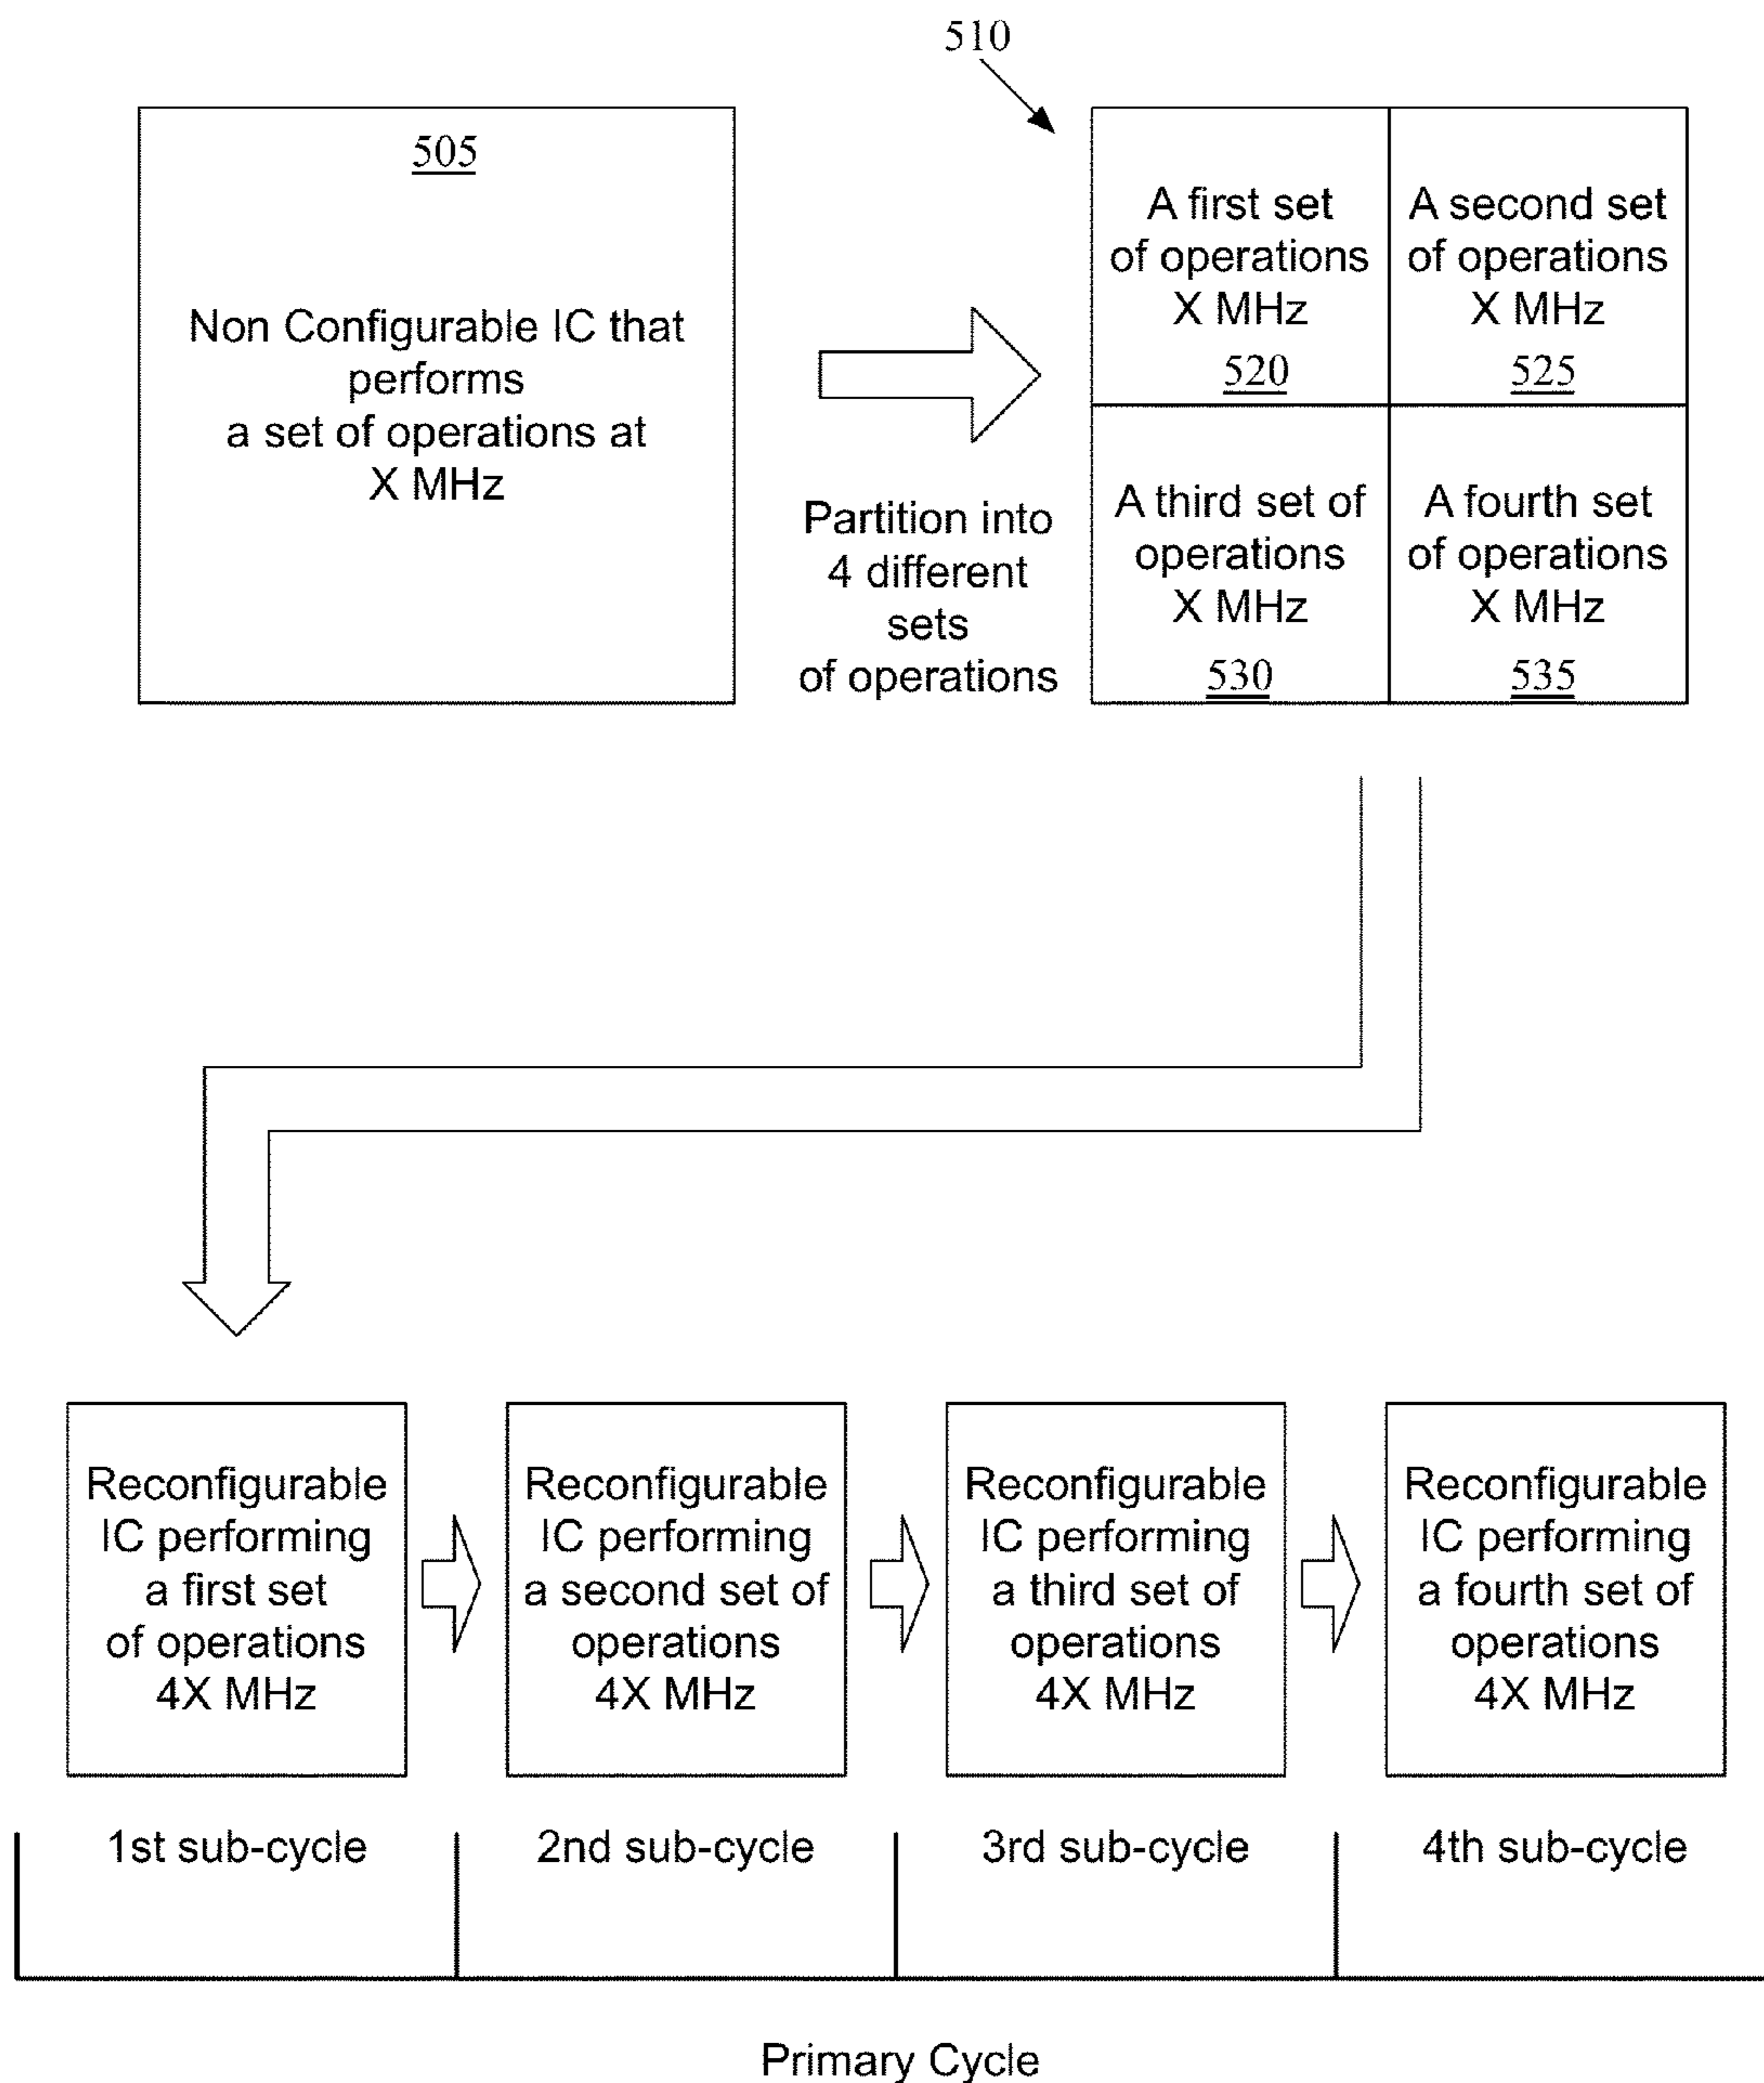 510
505
Non Configurable IC that
performs
a set of operations at
X MHz
Partition into
4 different
sets
of operations
A first set
of operations
X MHz
520
A second set
of operations
X MHz
525
A third set of
operations
X MHz
530
A fourth set
of operations
X MHz
535
Reconfigurable
IC performing
a first set
of operations
4X MHz
Reconfigurable
IC performing
a second set of
operations
4X MHz
Reconfigurable
IC performing
a third set of
operations
4X MHz
Reconfigurable
IC performing
a fourth set of
operations
4X MHz
1st sub-cycle
2nd sub-cycle
3rd sub-cycle
4th sub-cycle
Primary Cycle